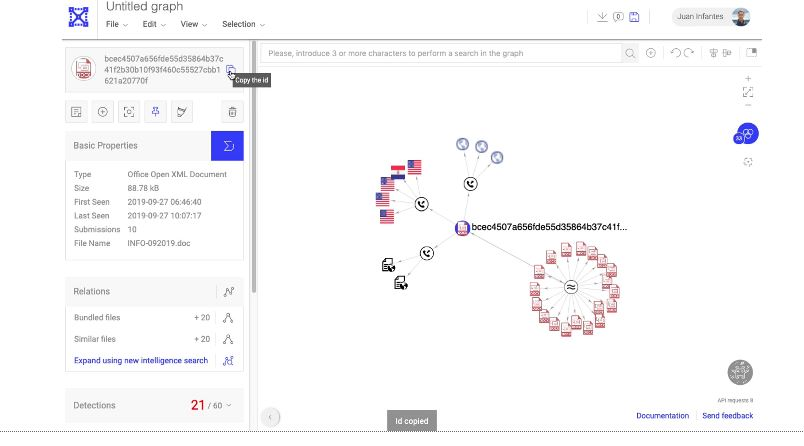 Untitled graph
File
Edit
View
Selection
0
Juan Infantes
bcec4507a656fde55d35864b37c
41f2b30b10f93f460c55527cbb1
621a20770f
Copy the id
Please, introduce 3 or more characters to perform a search in the graph
Basic Properties
Type Office Open XML Document
Size 88.78 kB
First Seen 2019-09-27 06:46:40
Last Seen 2019-09-27 10:07:17
Submissions 10
File Name INFO-092019.doc
Relations
Bundled files + 20
Similar files + 20
Expand using new intelligence search
Detections 21 / 60
bcec4507a656fde55d35864b37c41f...
API requests 8
Documentation
Send feedback
Id copied